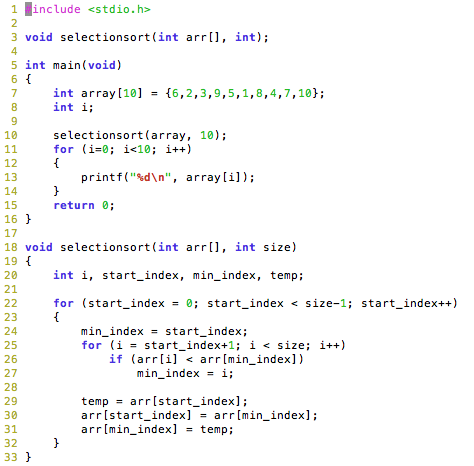 1 #include <stdio.h>
2
3 void selectionsort(int arr[], int);
4
5 int main(void)
6 {
7     int array[10] = {6,2,3,9,5,1,8,4,7,10};
8     int i;
9
10     selectionsort(array, 10);
11     for (i=0; i<10; i++)
12     {
13         printf("%d\n", array[i]);
14     }
15     return 0;
16 }
17
18 void selectionsort(int arr[], int size)
19 {
20     int i, start_index, min_index, temp;
21
22     for (start_index = 0; start_index < size-1; start_index++)
23     {
24         min_index = start_index;
25         for (i = start_index+1; i < size; i++)
26             if (arr[i] < arr[min_index])
27                 min_index = i;
28
29         temp = arr[start_index];
30         arr[start_index] = arr[min_index];
31         arr[min_index] = temp;
32     }
33 }